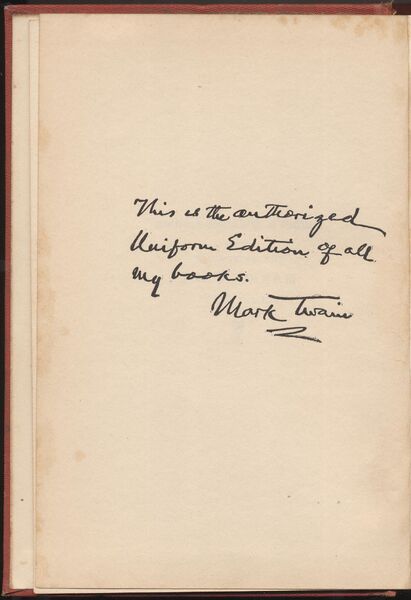 This is the authorized
Uniform Edition of all
my books.
Mark Twain